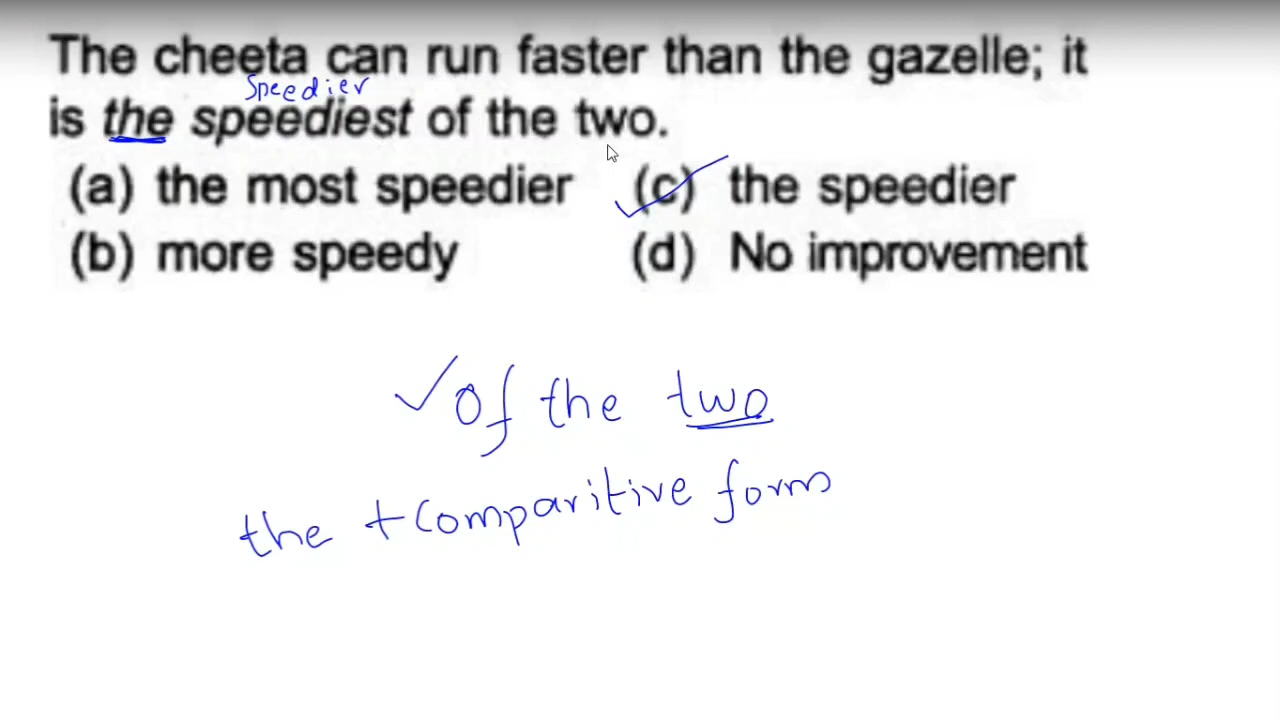 The cheeta can run faster than the gazelle; it
Speedier
is the speediest of the two.
(a) the most speedier (c) the speedier
(b) more speedy (d) No improvement
Of the two
the + Comparitive form